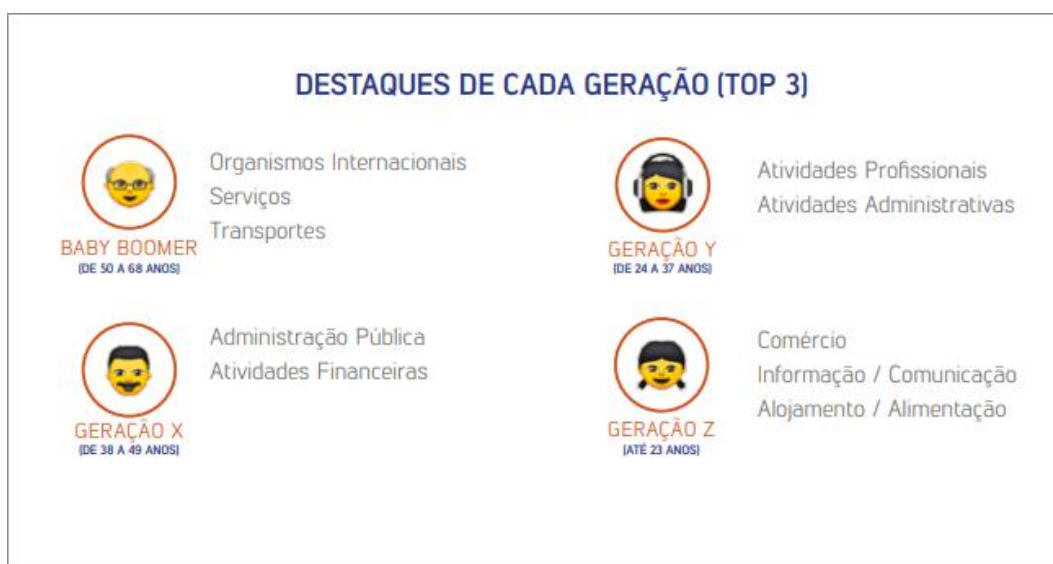 DESTAQUES DE CADA GERAÇÃO (TOP 3)
Organismos Internacionais
Serviços
Transportes
BABY BOOMER
(DE 50 A 68 ANOS)
Atividades Profissionais
Atividades Administrativas
GERAÇÃO Y
(DE 24 A 37 ANOS)
Administração Pública
Atividades Financeiras
GERAÇÃO X
(DE 38 A 49 ANOS)
Comércio
Informação / Comunicação
Alojamento / Alimentação
GERAÇÃO Z
(ATÉ 23 ANOS)